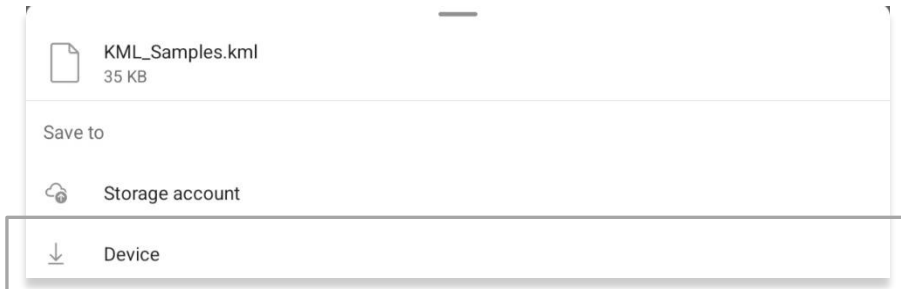 KML_Samples.kml
35 KB
Save to
Storage account
Device